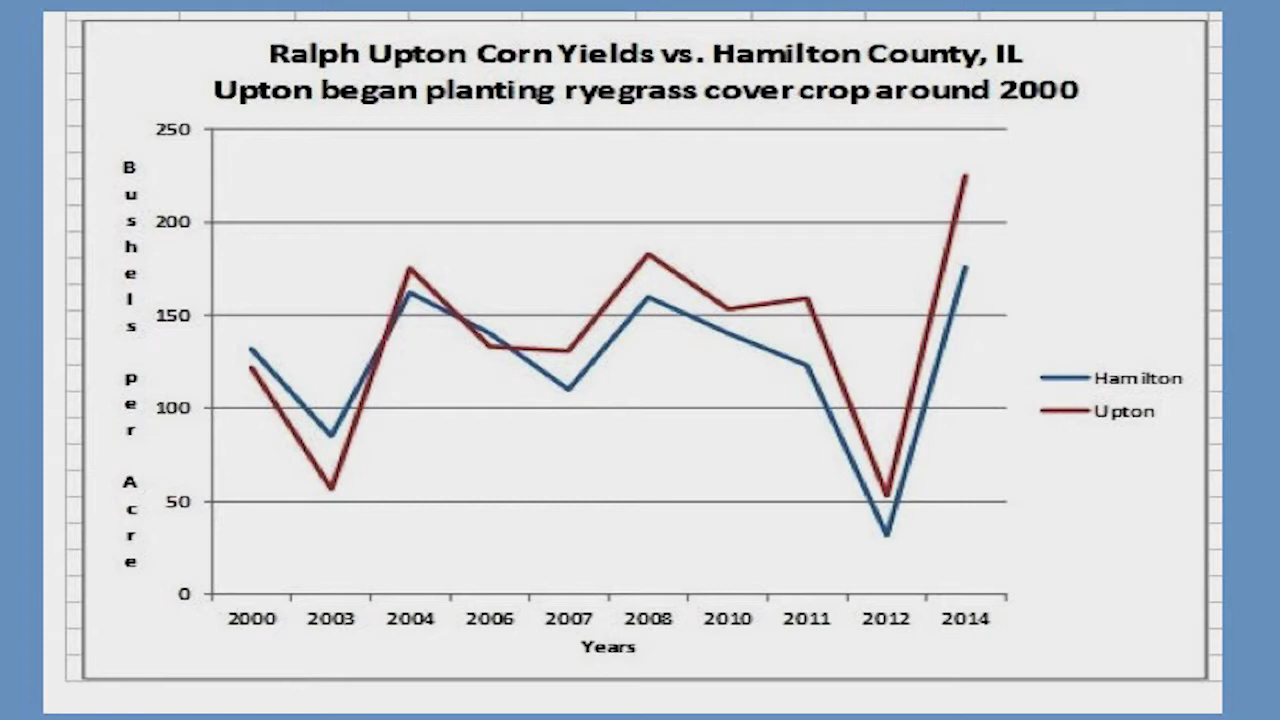 Ralph Upton Corn Yields vs. Hamilton County, IL
Upton began planting ryegrass cover crop around 2000
Bushels per Acre
250
200
150
100
50
0
Hamilton
Upton
2000 2003 2004 2006 2007 2008 2010 2011 2012 2014
Years